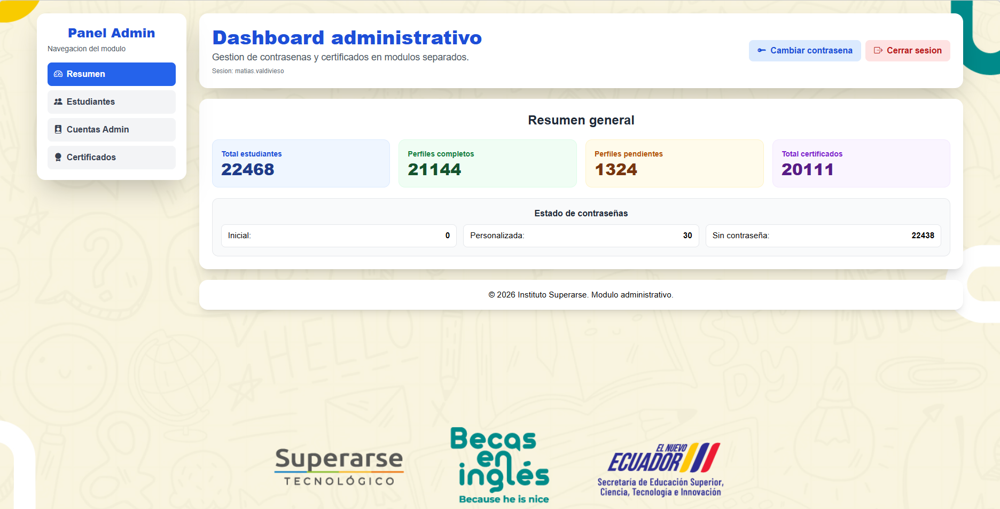 Panel Admin
Navegacion del modulo
Resumen
Estudiantes
Cuentas Admin
Certificados
Dashboard administrativo
Gestion de contrasenas y certificados en modulos separados.
Sesion: matias.valdivieso
Cambiar contrasena
Cerrar sesion
Resumen general
Total estudiantes
22468
Perfiles completos
21144
Perfiles pendientes
1324
Total certificados
20111
Estado de contraseñas
Inicial: 0
Personalizada: 30
Sin contraseña: 22438
© 2026 Instituto Superarse. Modulo administrativo.
HELLO
Superarse
TECNOLÓGICO
Becas
en
inglés
Because he is nice
EL NUEVO
ECUADOR
Secretaría de Educación Superior,
Ciencia, Tecnología e Innovación